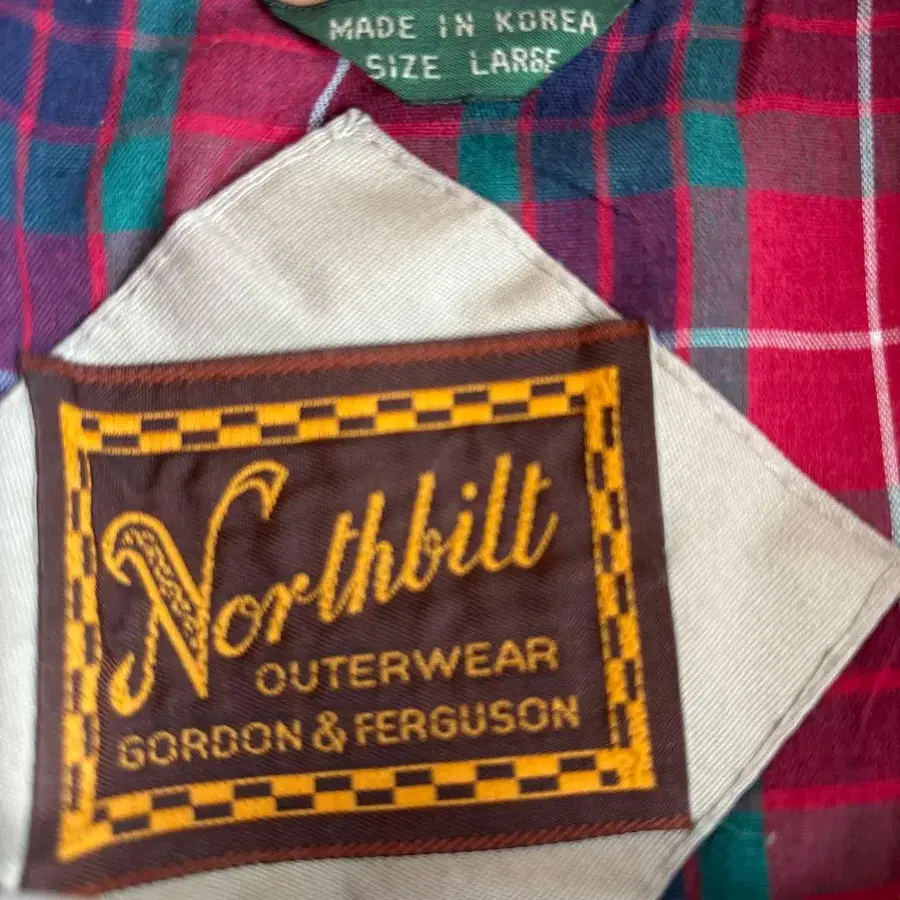 MADE IN KOREA
SIZE LARGE
Northbilt
OUTERWEAR
GORDON & FERGUSON